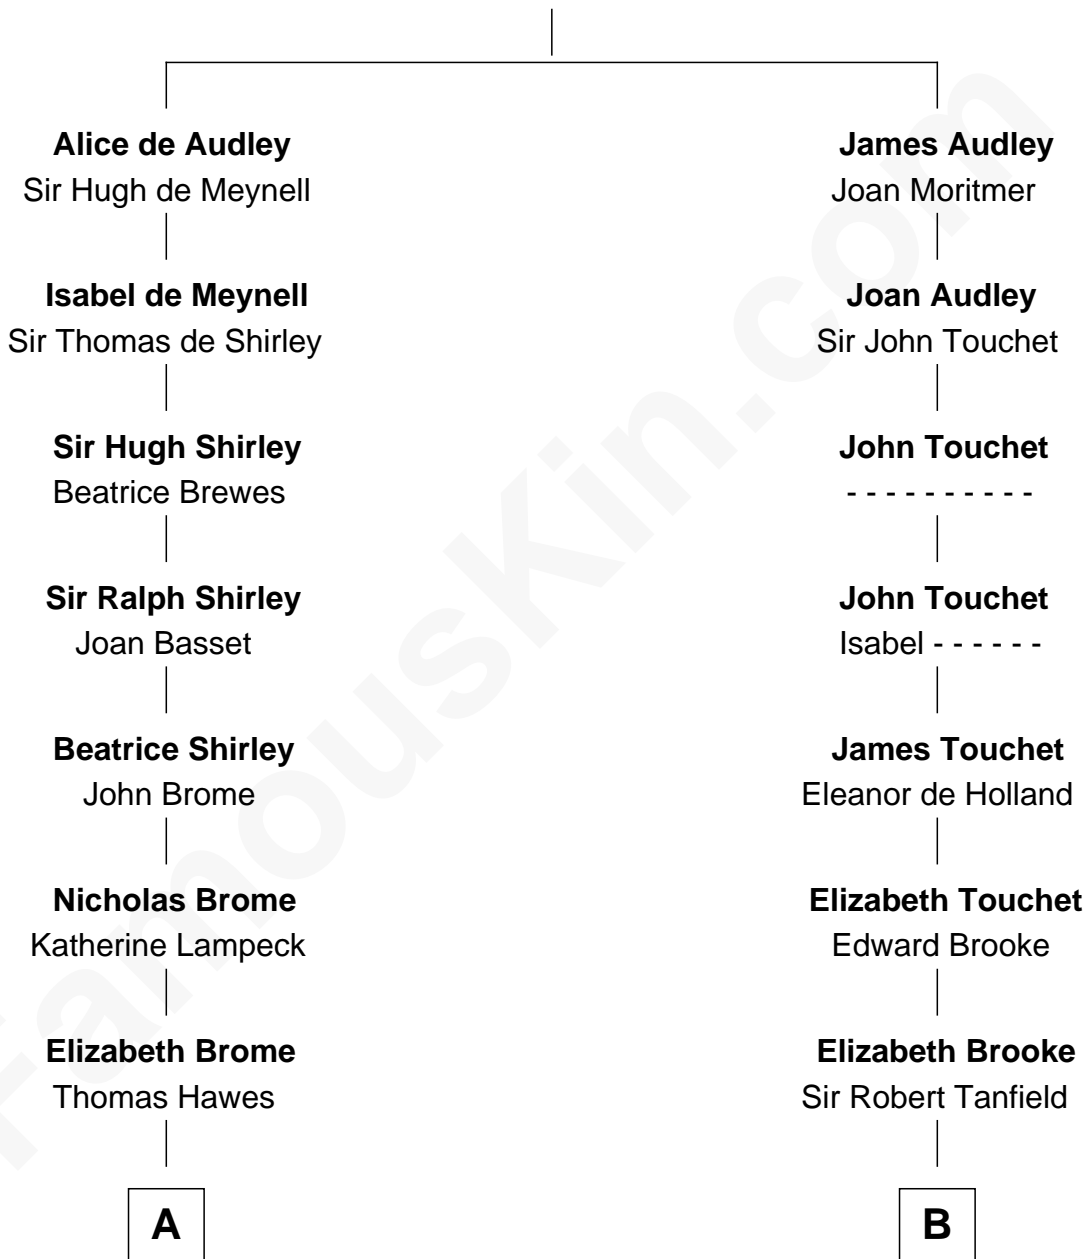 Alice de Audley
Sir Hugh de Meynell
Isabel de Meynell
Sir Thomas de Shirley
Sir Hugh Shirley
Beatrice Brewes
Sir Ralph Shirley
Joan Basset
Beatrice Shirley
John Brome
Nicholas Brome
Katherine Lampeck
Elizabeth Brome
Thomas Hawes
A
James Audley
Joan Moritmer
Joan Audley
Sir John Touchet
John Touchet
- - - - - - - - - -
John Touchet
Isabel - - - - - -
James Touchet
Eleanor de Holland
Elizabeth Touchet
Edward Brooke
Elizabeth Brooke
Sir Robert Tanfield
B
FamousKin.com